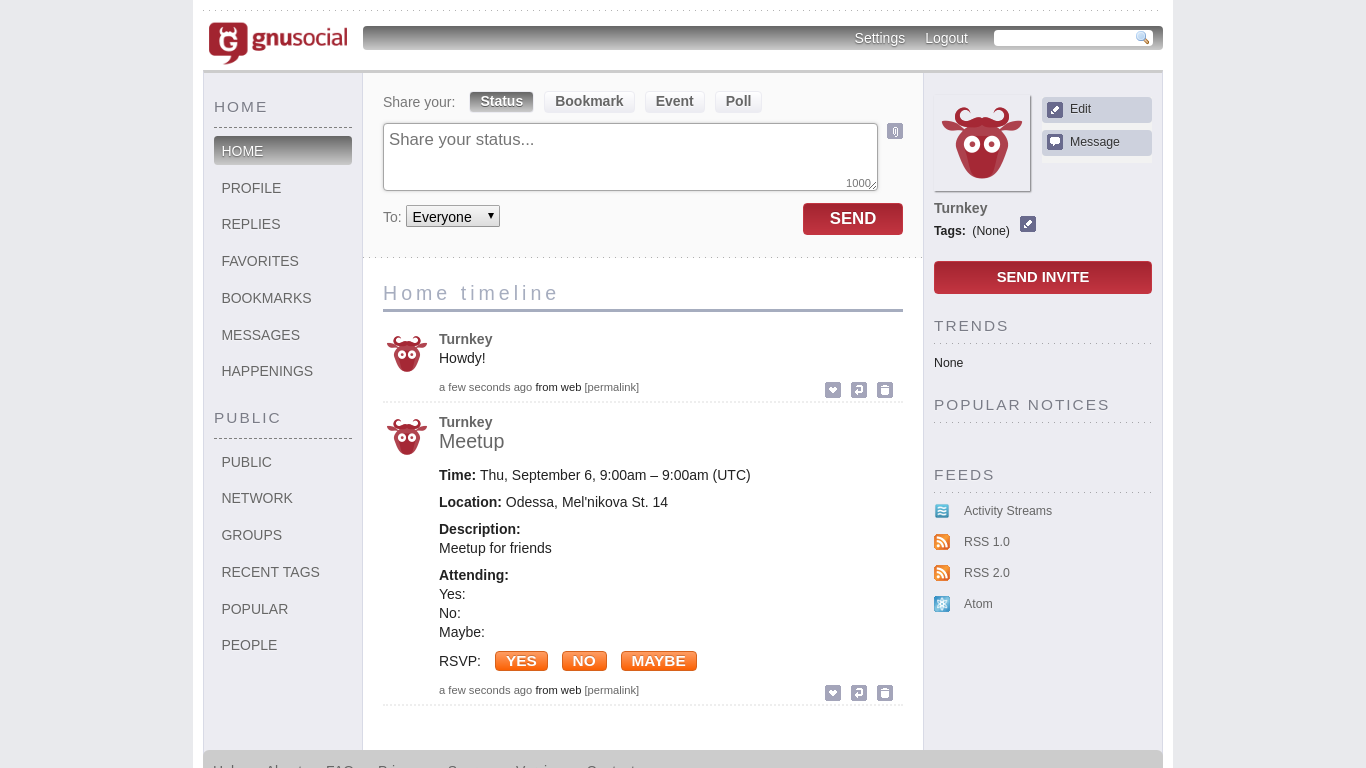 gnusocial
Settings Logout
HOME
HOME
PROFILE
REPLIES
FAVORITES
BOOKMARKS
MESSAGES
HAPPENINGS
PUBLIC
PUBLIC
NETWORK
GROUPS
RECENT TAGS
POPULAR
PEOPLE
Share your: Status Bookmark Event Poll
Share your status...
1000
To: Everyone
SEND
Home timeline
Turnkey
Howdy!
a few seconds ago from web [permalink]
Turnkey
Meetup
Time: Thu, September 6, 9:00am – 9:00am (UTC)
Location: Odessa, Mel'nikova St. 14
Description:
Meetup for friends
Attending:
Yes:
No:
Maybe:
RSVP: YES NO MAYBE
a few seconds ago from web [permalink]
Edit
Message
Turnkey
Tags: (None)
SEND INVITE
TRENDS
None
POPULAR NOTICES
FEEDS
Activity Streams
RSS 1.0
RSS 2.0
Atom